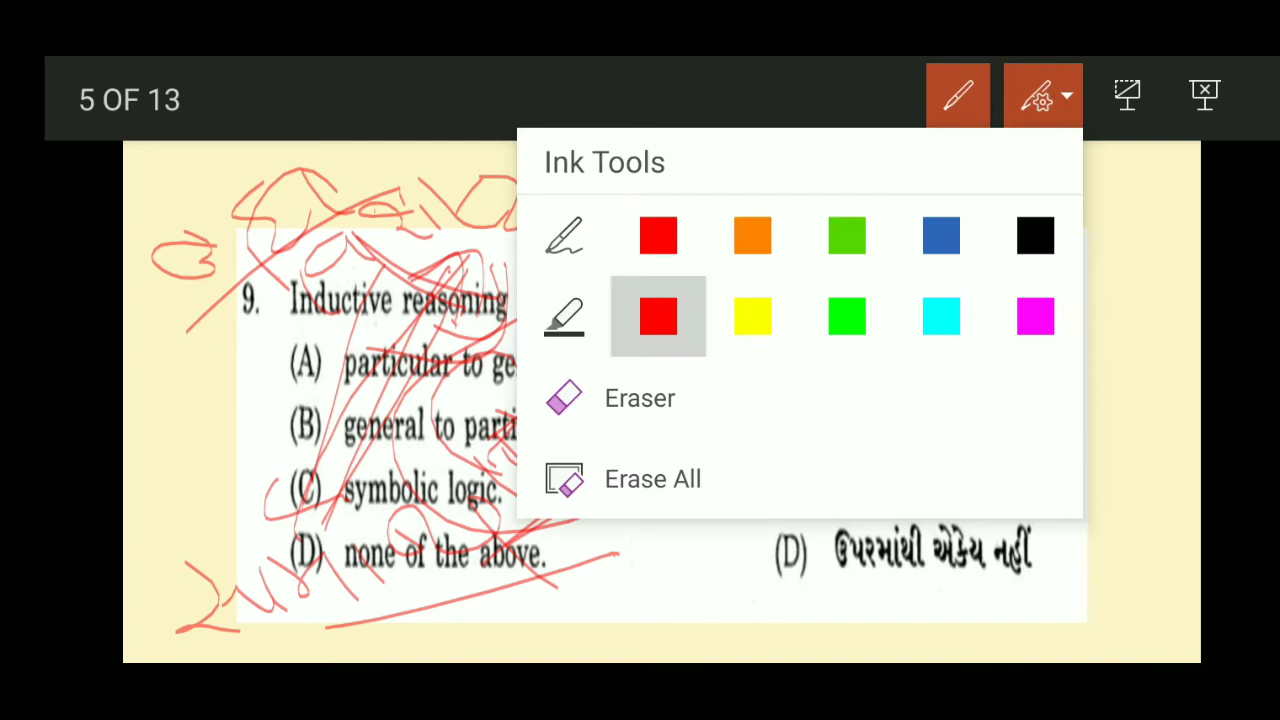 5 OF 13
Ink Tools
9. Inductive reasoning
(A) particular to ge
(B) general to parti
Eraser
(C) symbolic logic.
Erase All
(D) none of the above.
(D) ઉપરમાંથી એકેય નહીં